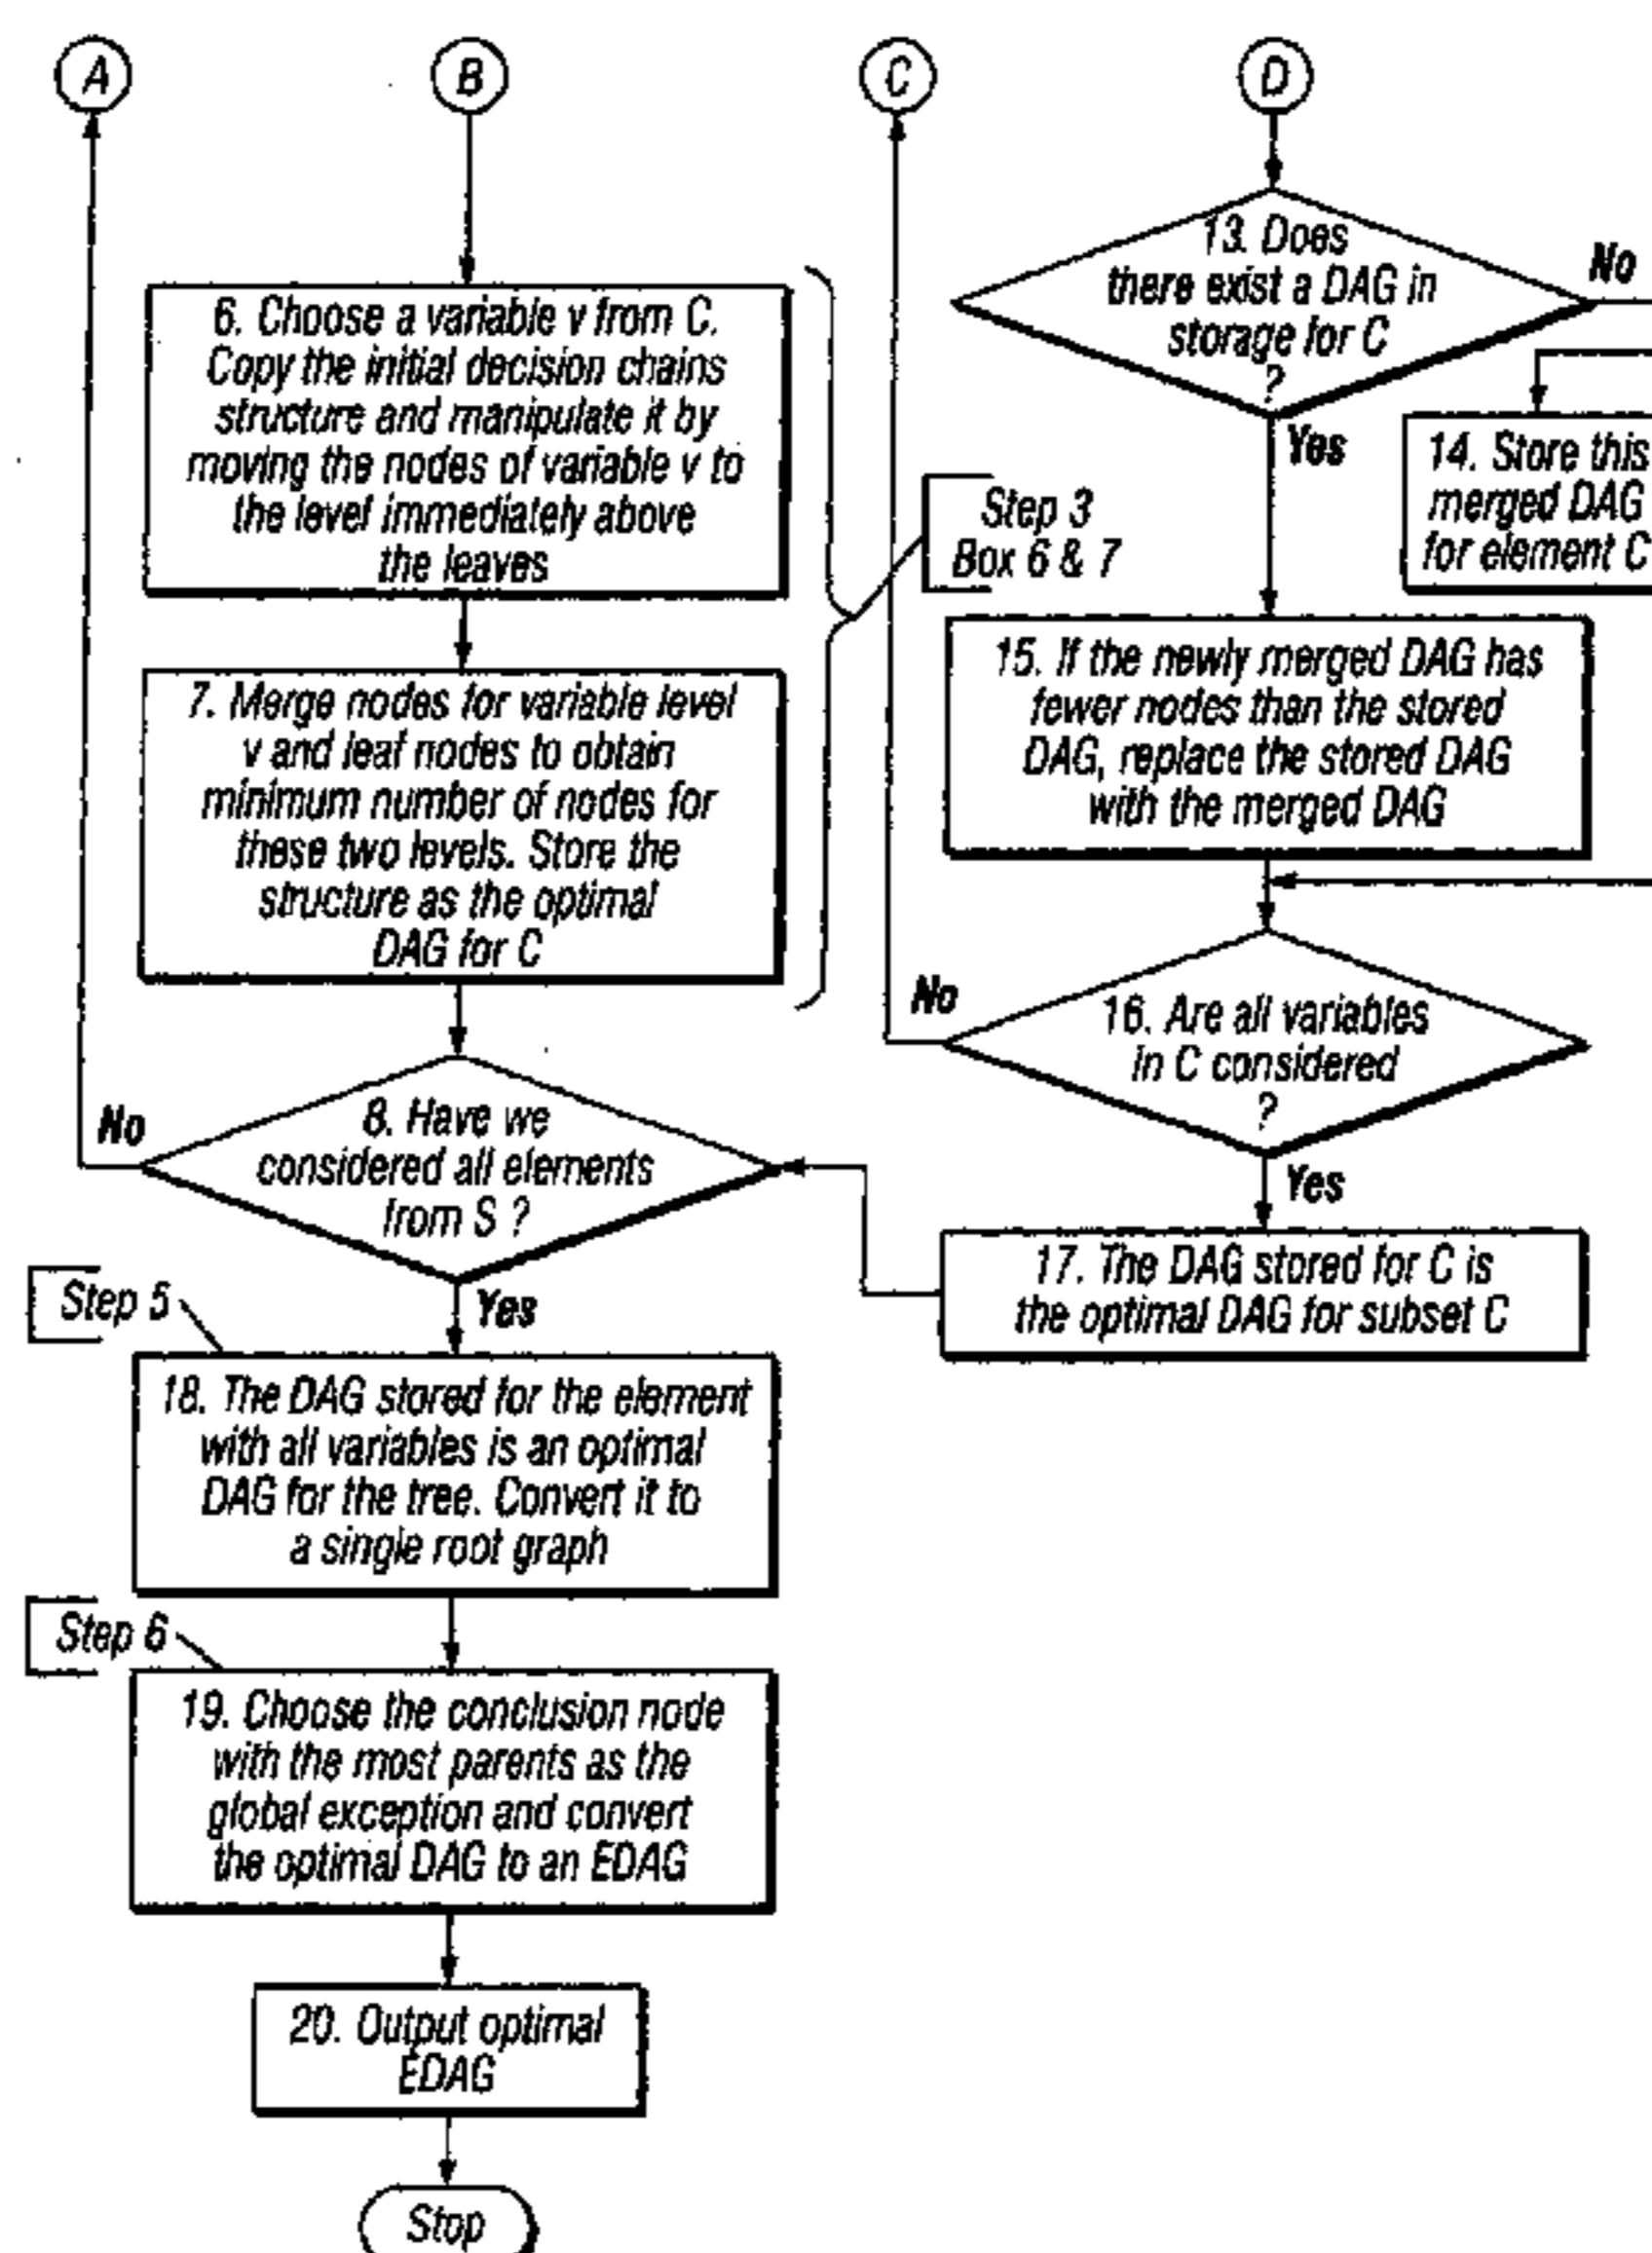 A
B
C
D
6. Choose a variable v from C.
Copy the initial decision chains
structure and manipulate it by
moving the nodes of variable v to
the level immediately above
the leaves
7. Merge nodes for variable level
v and leaf nodes to obtain
minimum number of nodes for
these two levels. Store the
structure as the optimal
DAG for C
Step 3
Box 6 & 7
8. Have we
considered all elements
from S ?
No
Yes
Step 5
18. The DAG stored for the element
with all variables is an optimal
DAG for the tree. Convert it to
a single root graph
Step 6
19. Choose the conclusion node
with the most parents as the
global exception and convert
the optimal DAG to an EDAG
20. Output optimal
EDAG
Stop
13. Does
there exist a DAG in
storage for C
?
No
Yes
14. Store this
merged DAG
for element C
15. If the newly merged DAG has
fewer nodes than the stored
DAG, replace the stored DAG
with the merged DAG
16. Are all variables
in C considered
?
No
Yes
17. The DAG stored for C is
the optimal DAG for subset C